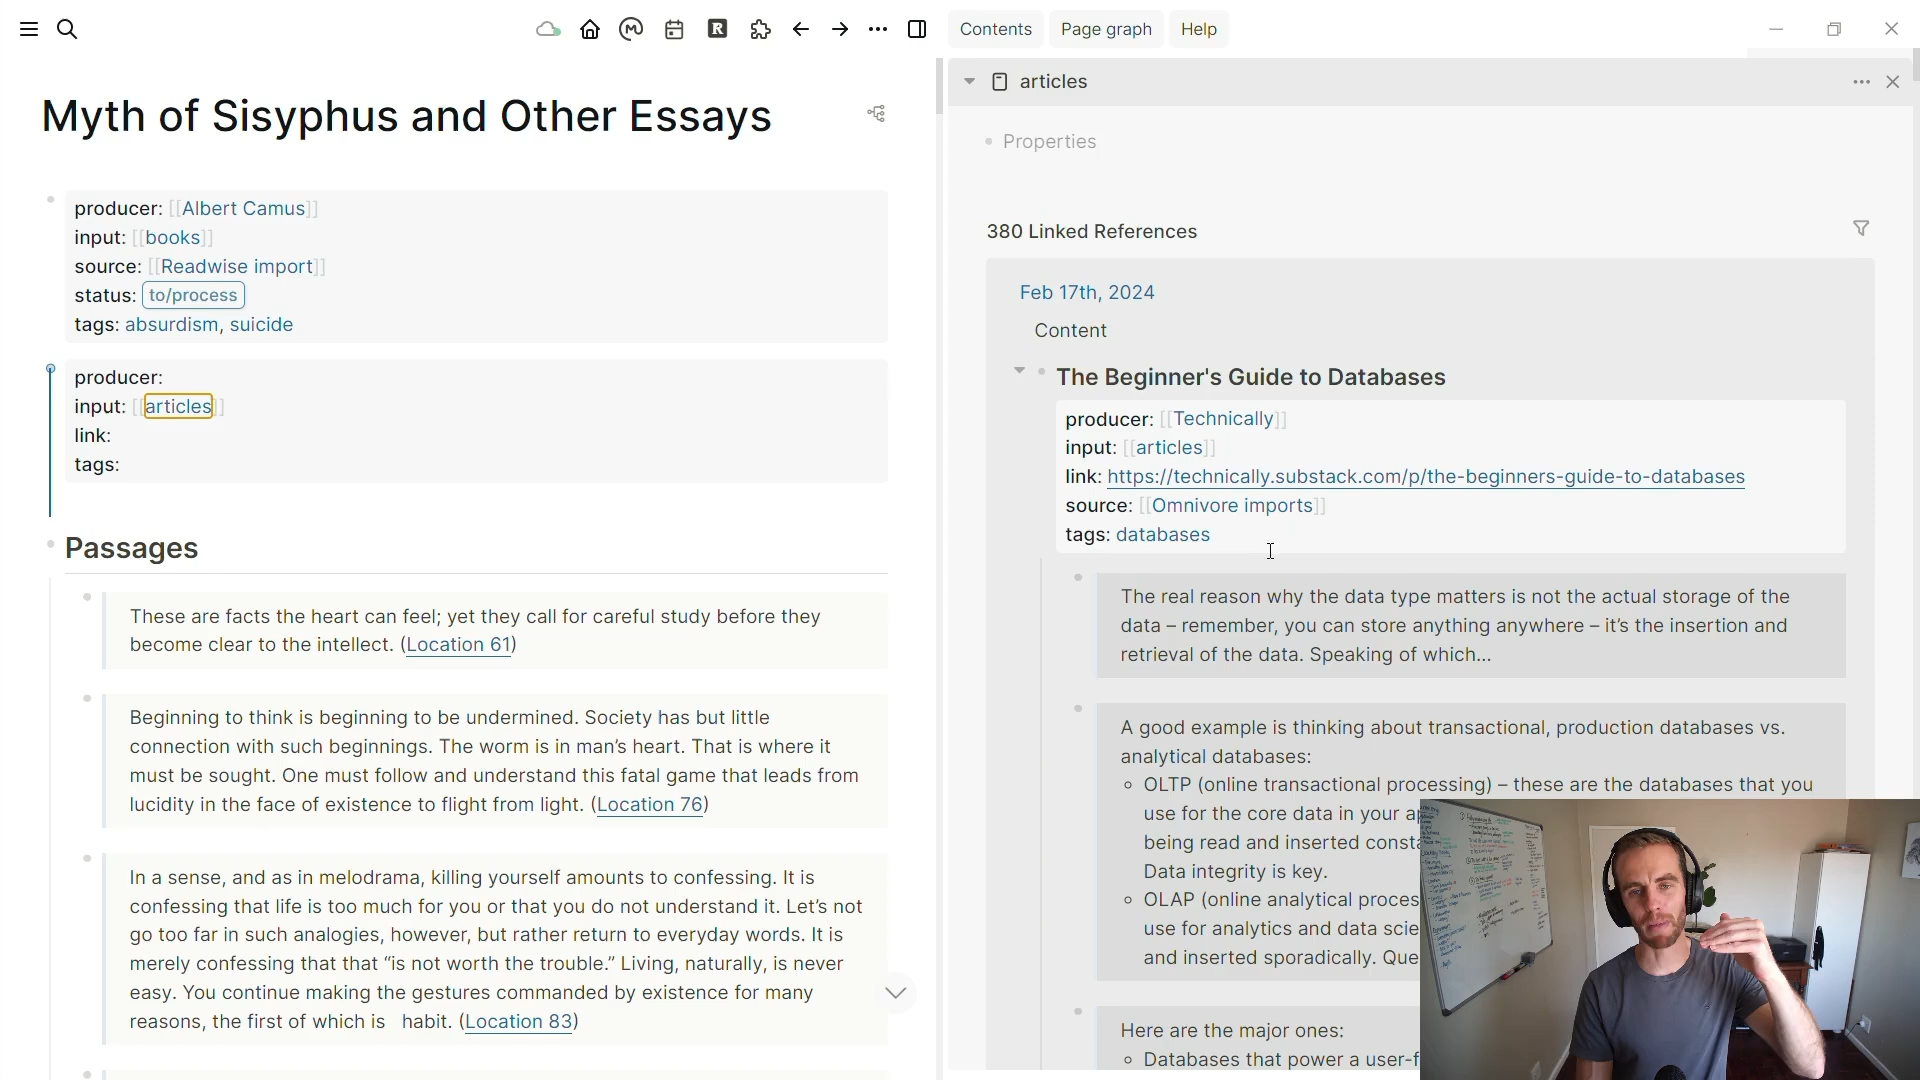 Contents
Page graph
Help
articles
Myth of Sisyphus and Other Essays
producer: [[Albert Camus]]
input: [[books]]
source: [[Readwise import]]
status: to/process
tags: absurdism, suicide
producer:
input: [[articles]]
link:
tags:
Passages
These are facts the heart can feel; yet they call for careful study before they
become clear to the intellect. (Location 61)
Beginning to think is beginning to be undermined. Society has but little
connection with such beginnings. The worm is in man's heart. That is where it
must be sought. One must follow and understand this fatal game that leads from
lucidity in the face of existence to flight from light. (Location 76)
In a sense, and as in melodrama, killing yourself amounts to confessing. It is
confessing that life is too much for you or that you do not understand it. Let's not
go too far in such analogies, however, but rather return to everyday words. It is
merely confessing that that “is not worth the trouble.” Living, naturally, is never
easy. You continue making the gestures commanded by existence for many
reasons, the first of which is habit. (Location 83)
Properties
380 Linked References
Feb 17th, 2024
Content
The Beginner's Guide to Databases
producer: [[Technically]]
input: [[articles]]
link: https://technically.substack.com/p/the-beginners-guide-to-databases
source: [[Omnivore imports]]
tags: databases
The real reason why the data type matters is not the actual storage of the
data – remember, you can store anything anywhere – it's the insertion and
retrieval of the data. Speaking of which...
A good example is thinking about transactional, production databases vs.
analytical databases:
OLTP (online transactional processing) – these are the databases that you
use for the core data in your
being read and inserted
Data integrity is key.
OLAP (online analytical
use for analytics and data
and inserted sporadically.
Here are the major ones:
Databases that power a